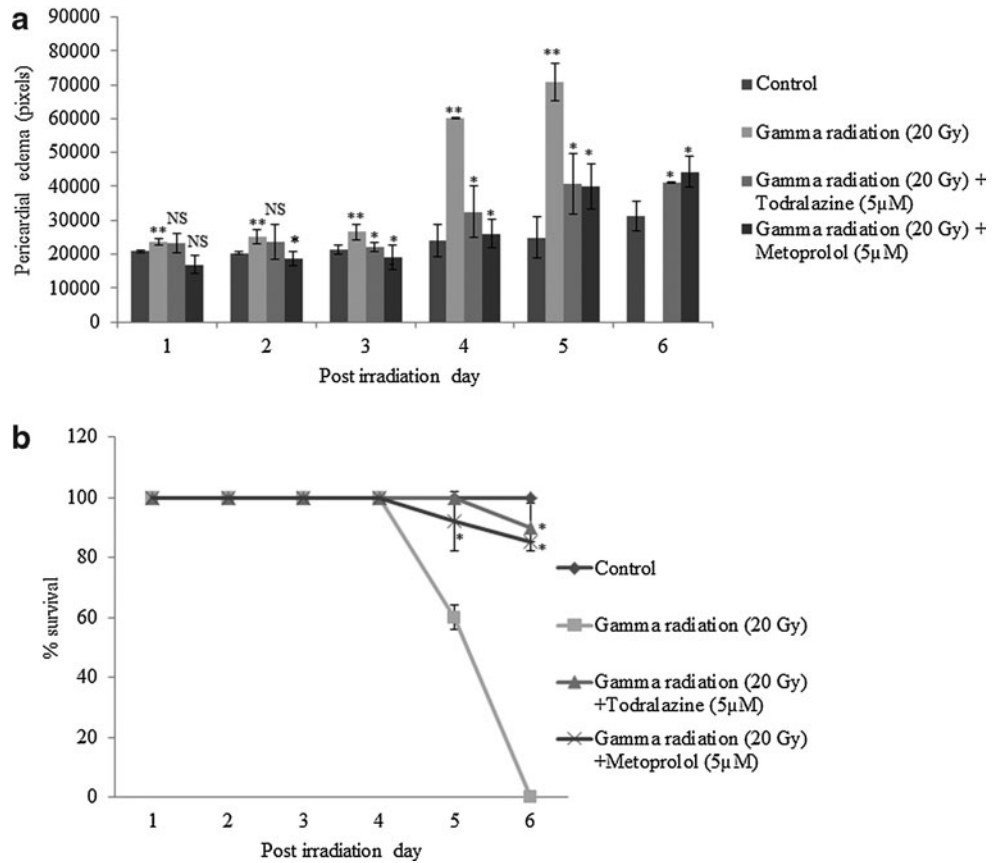 a
Pericardial edema (pixels)
90000
80000
70000
60000
50000
40000
30000
20000
10000
0
** NS NS
** NS *
** * *
** * *
** * *
* *
1 2 3 4 5 6
Post irradiation day
Control
Gamma radiation (20 Gy)
Gamma radiation (20 Gy) +
Todralazine (5µM)
Gamma radiation (20 Gy) +
Metoprolol (5µM)
b
% survival
120
100
80
60
40
20
0
*
*
*
1 2 3 4 5 6
Post irradiation day
Control
Gamma radiation (20 Gy)
Gamma radiation (20 Gy)
+Todralazine (5µM)
Gamma radiation (20 Gy)
+Metoprolol (5µM)